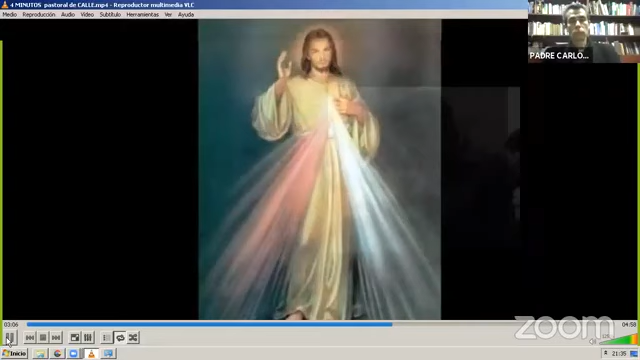 4 MINUTOS pastoral de CALLE.mp4 - Reproductor multimedia VLC
Medio Reproducción Audio Vídeo Subtítulo Herramientas Ver Ayuda
PADRE CARLO...
03:06
04:58
zoom
Inicio
21:35